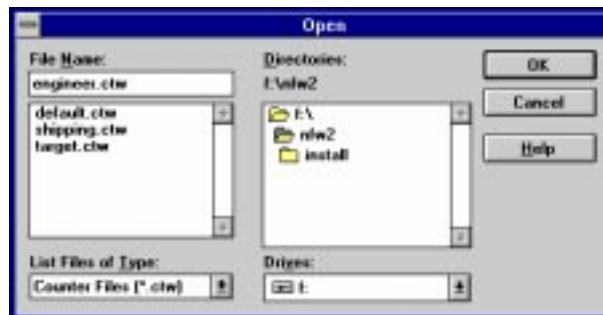 Open
File Name:
engineer.ctw
default.ctw
shipping.ctw
target.ctw
List Files of Type:
Counter Files (*.ctw)
Directories:
f:\nlw2
f:\
nlw2
install
Drives:
f:
OK
Cancel
Help